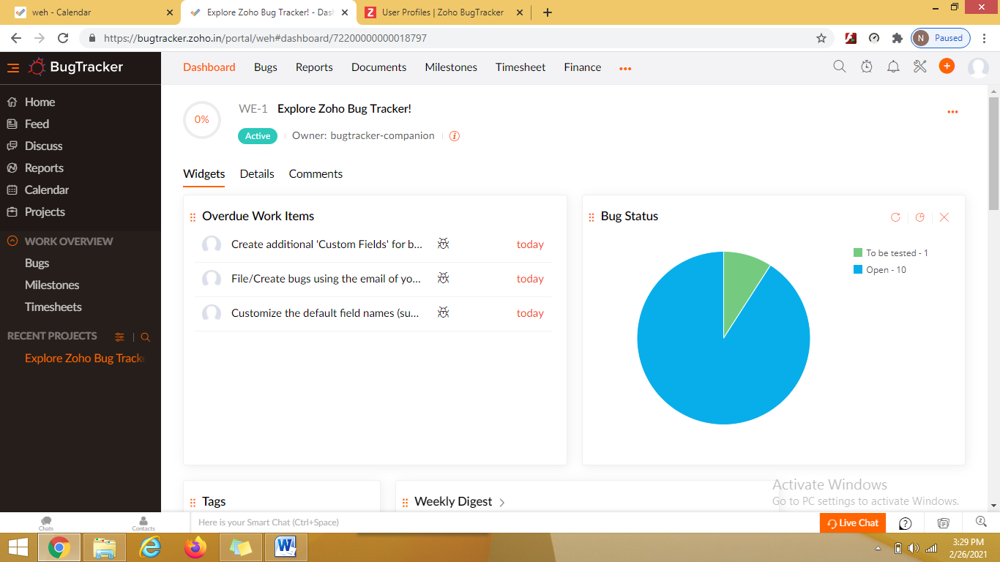 weh - Calendar
Explore Zoho Bug Tracker! - Das
User Profiles | Zoho BugTracker
https://bugtracker.zoho.in/portal/weh#dashboard/72200000000018797
N Paused
BugTracker
Dashboard Bugs Reports Documents Milestones Timesheet Finance
Home
Feed
Discuss
Reports
Calendar
Projects
WORK OVERVIEW
Bugs
Milestones
Timesheets
RECENT PROJECTS
Explore Zoho Bug Tracke
0%
WE-1 Explore Zoho Bug Tracker!
Active Owner: bugtracker-companion
Widgets Details Comments
Overdue Work Items
Create additional 'Custom Fields' for b... today
File/Create bugs using the email of yo... today
Customize the default field names (su... today
Bug Status
To be tested - 1
Open - 10
Tags
Weekly Digest
Activate Windows
Go to PC settings to activate Windows.
Chats
Contacts
Here is your Smart Chat (Ctrl+Space)
Live Chat
3:29 PM
2/26/2021